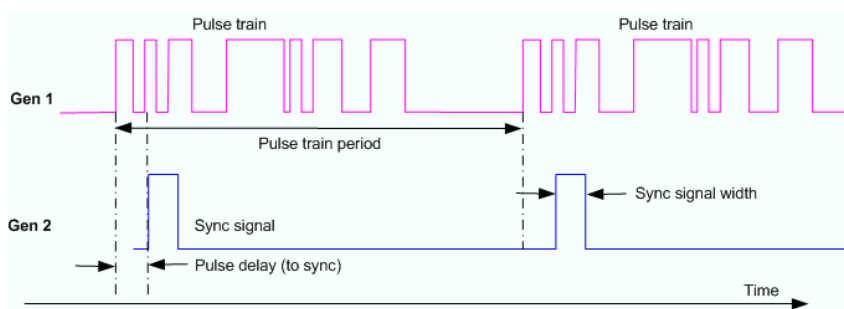 Pulse train
Pulse train
Gen 1
Pulse train period
Sync signal width
Gen 2
Sync signal
Pulse delay (to sync)
Time